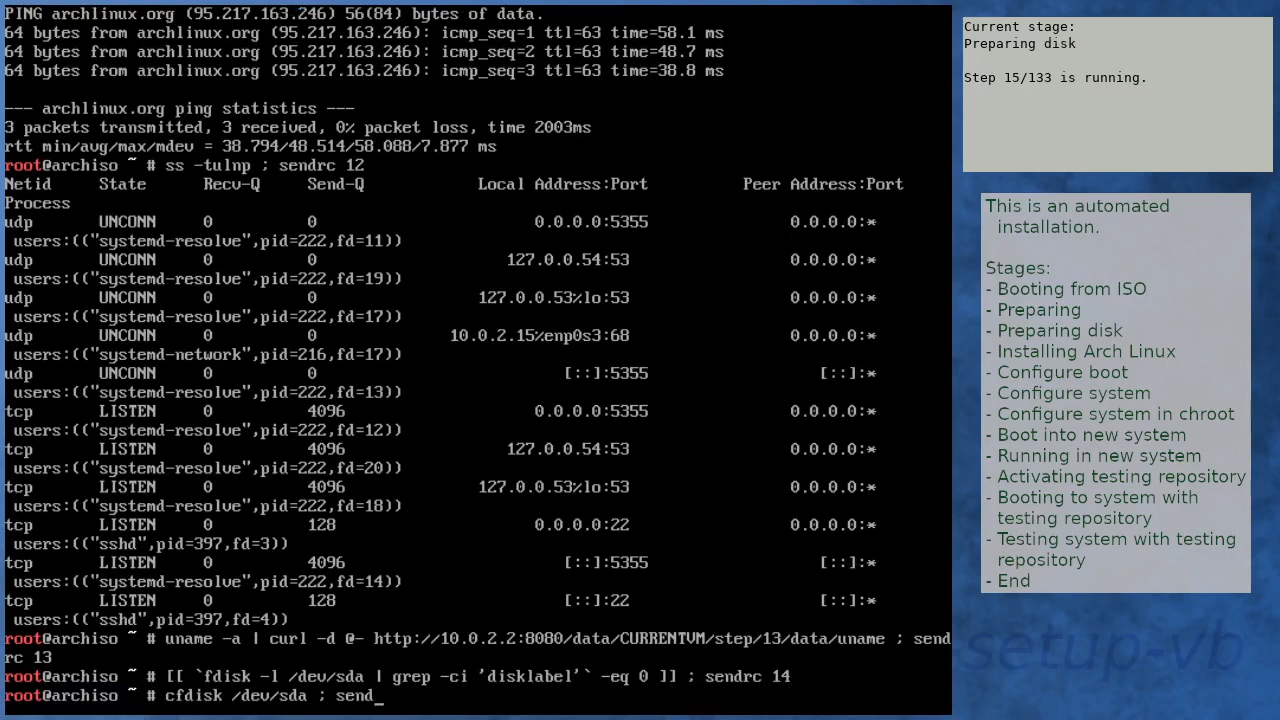 PING archlinux.org (95.217.163.246) 56(84) bytes of data.
64 bytes from archlinux.org (95.217.163.246): icmp_seq=1 ttl=63 time=58.1 ms
64 bytes from archlinux.org (95.217.163.246): icmp_seq=2 ttl=63 time=48.7 ms
64 bytes from archlinux.org (95.217.163.246): icmp_seq=3 ttl=63 time=38.8 ms

--- archlinux.org ping statistics ---
3 packets transmitted, 3 received, 0% packet loss, time 2003ms
rtt min/avg/max/mdev = 38.794/48.514/58.088/7.877 ms
root@archiso ~ # ss -tulnp ; sendrc 12
Netid State Recv-Q Send-Q Local Address:Port Peer Address:Port
Process
udp UNCONN 0 0 0.0.0.0:5355 0.0.0.0:*
users:(("systemd-resolve",pid=222,fd=11))
udp UNCONN 0 0 127.0.0.54:53 0.0.0.0:*
users:(("systemd-resolve",pid=222,fd=19))
udp UNCONN 0 0 127.0.0.53%lo:53 0.0.0.0:*
users:(("systemd-resolve",pid=222,fd=17))
udp UNCONN 0 0 10.0.2.15%enp0s3:68 0.0.0.0:*
users:(("systemd-network",pid=216,fd=17))
udp UNCONN 0 0 [::]:5355 [::]:*
users:(("systemd-resolve",pid=222,fd=13))
tcp LISTEN 0 4096 0.0.0.0:5355 0.0.0.0:*
users:(("systemd-resolve",pid=222,fd=12))
tcp LISTEN 0 4096 127.0.0.54:53 0.0.0.0:*
users:(("systemd-resolve",pid=222,fd=20))
tcp LISTEN 0 4096 127.0.0.53%lo:53 0.0.0.0:*
users:(("systemd-resolve",pid=222,fd=18))
tcp LISTEN 0 128 0.0.0.0:22 0.0.0.0:*
users:(("sshd",pid=397,fd=3))
tcp LISTEN 0 4096 [::]:5355 [::]:*
users:(("systemd-resolve",pid=222,fd=14))
tcp LISTEN 0 128 [::]:22 [::]:*
users:(("sshd",pid=397,fd=4))
root@archiso ~ # uname -a | curl -d @- http://10.0.2.2:8080/data/CURRENTVM/step/13/data/uname ; send
rc 13
root@archiso ~ # [[ `fdisk -l /dev/sda | grep -ci 'disklabel'` -eq 0 ]] ; sendrc 14
root@archiso ~ # cfdisk /dev/sda ; send_
Current stage:
Preparing disk

Step 15/133 is running.
This is an automated
installation.

Stages:
- Booting from ISO
- Preparing
- Preparing disk
- Installing Arch Linux
- Configure boot
- Configure system
- Configure system in chroot
- Boot into new system
- Running in new system
- Activating testing repository
- Booting to system with
testing repository
- Testing system with testing
repository
- End
setup-vb